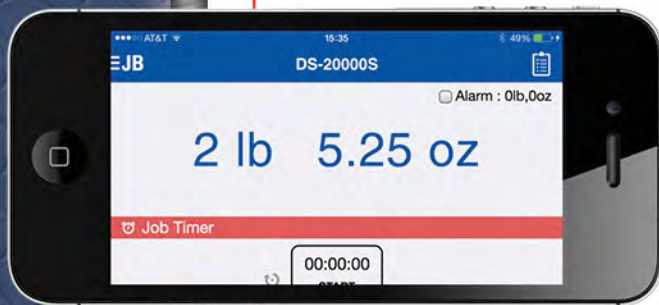 AT&T 15:35 49%
JB DS-20000S
Alarm : 0lb,0oz
2 lb 5.25 oz
Job Timer
00:00:00
START